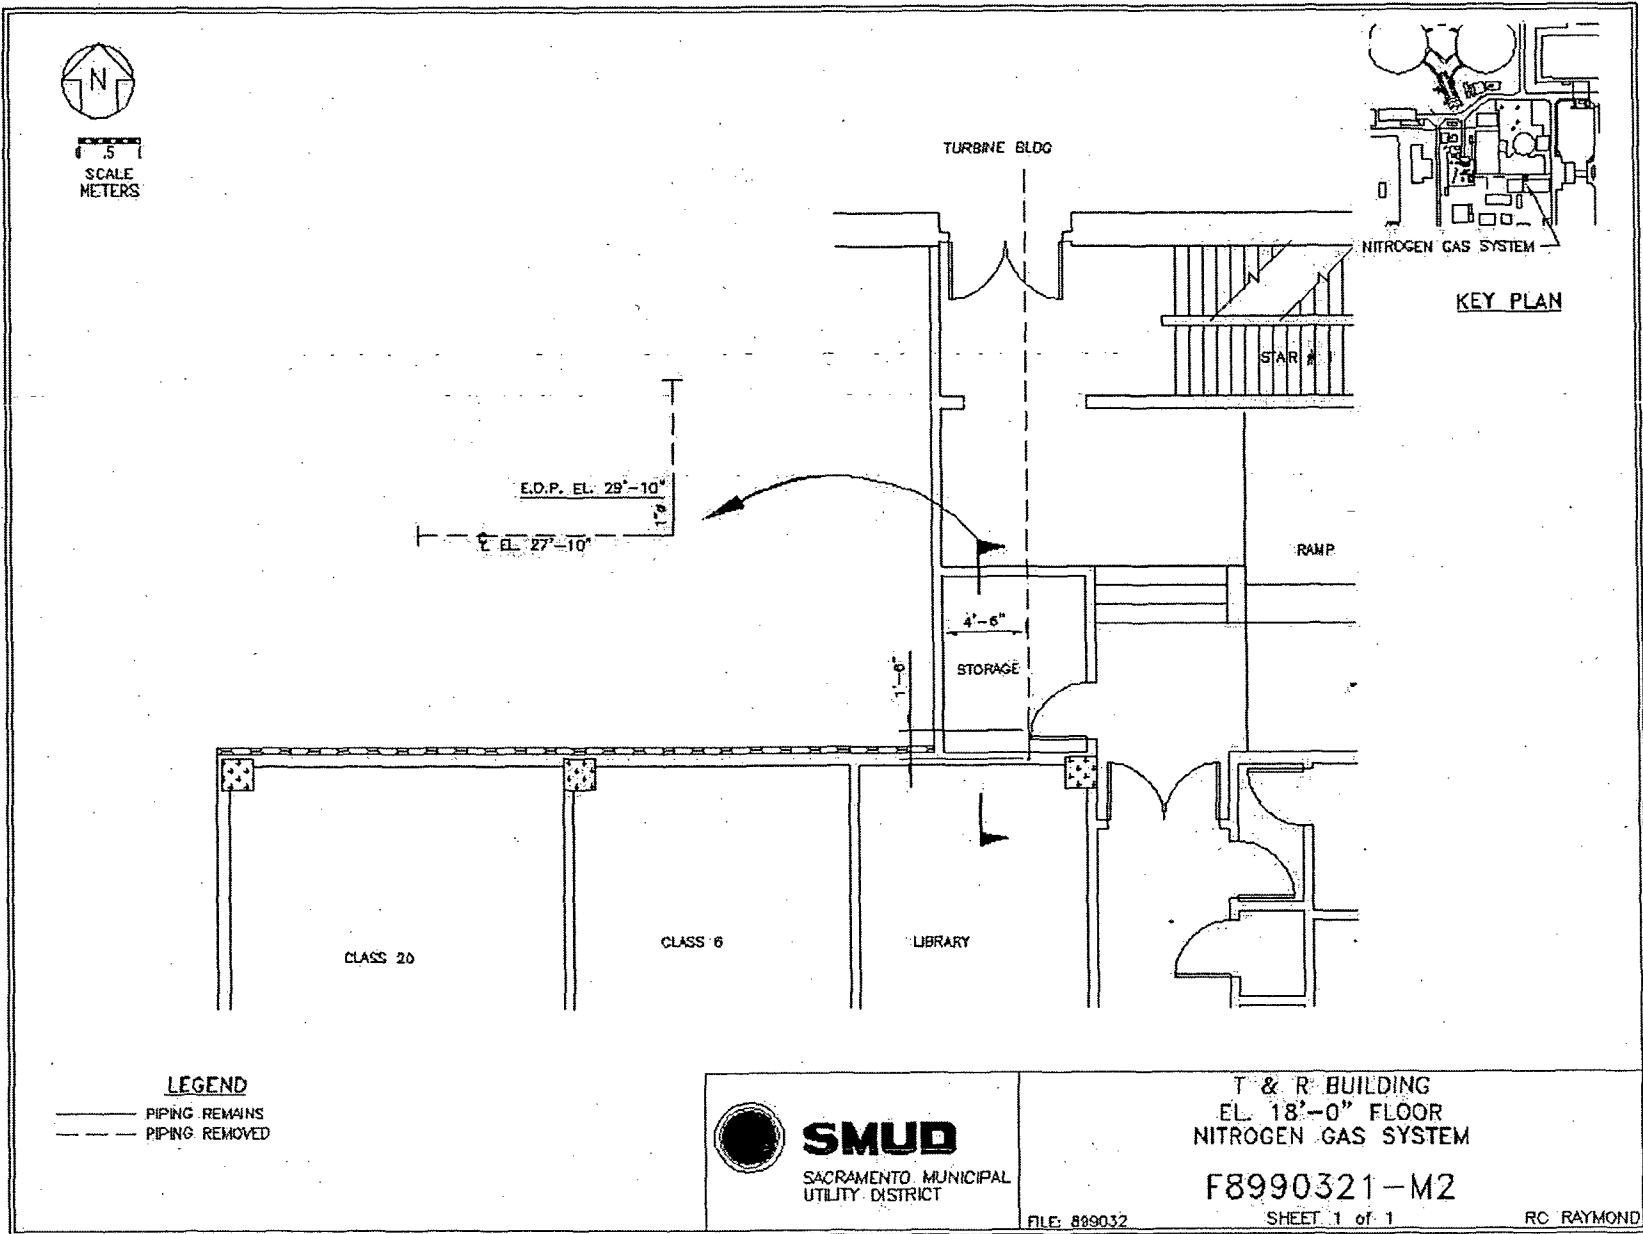 N
.5
SCALE
METERS
TURBINE BLDG
NITROGEN GAS SYSTEM
KEY PLAN
STAIR # 1
E.O.P. EL. 29'-10"
1"ø
℄ EL. 27'-10"
RAMP
4'-6"
STORAGE
1'-6"
CLASS 20
CLASS 6
LIBRARY
LEGEND
PIPING REMAINS
PIPING REMOVED
SMUD
SACRAMENTO MUNICIPAL
UTILITY DISTRICT
T & R BUILDING
EL. 18'-0" FLOOR
NITROGEN GAS SYSTEM
F8990321-M2
FILE: 899032
SHEET 1 of 1
RC RAYMOND